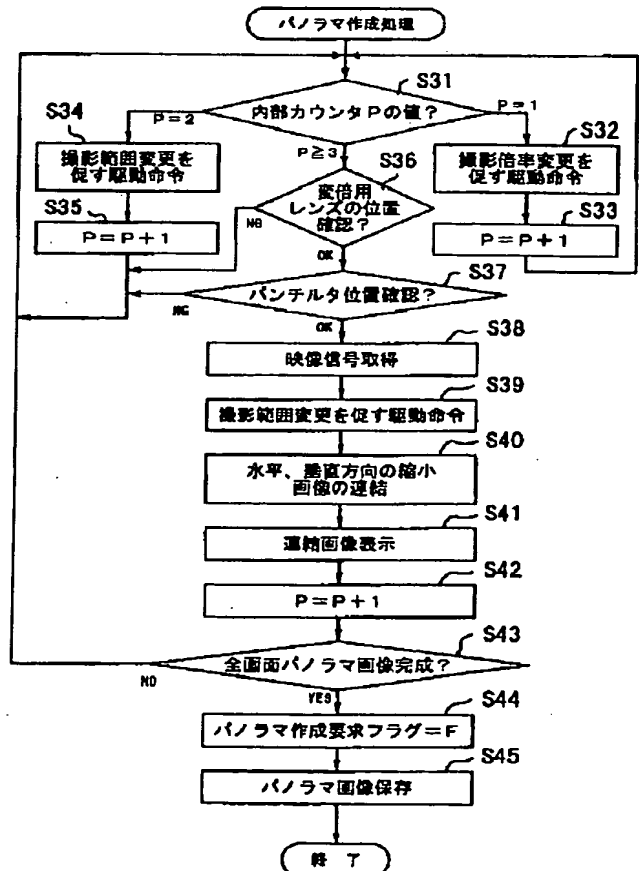 パノラマ作成処理
S31
内部カウンタPの値？
P=2
P=1
P≧3
S34
撮影範囲変更を
促す駆動命令
S32
撮影倍率変更を
促す駆動命令
S36
変倍用
レンズの位置
確認？
NG
OK
S35
P=P+1
S33
P=P+1
S37
パンチルタ位置確認？
NG
OK
S38
映像信号取得
S39
撮影範囲変更を促す駆動命令
S40
水平、垂直方向の縮小
画像の連結
S41
連結画像表示
S42
P=P+1
S43
全画面パノラマ画像完成？
NO
YES
S44
パノラマ作成要求フラグ=F
S45
パノラマ画像保存
終 了